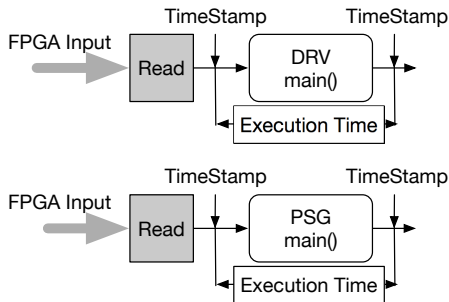 TimeStamp TimeStamp
FPGA Input
Read
DRV
main()
Execution Time
TimeStamp TimeStamp
FPGA Input
Read
PSG
main()
Execution Time